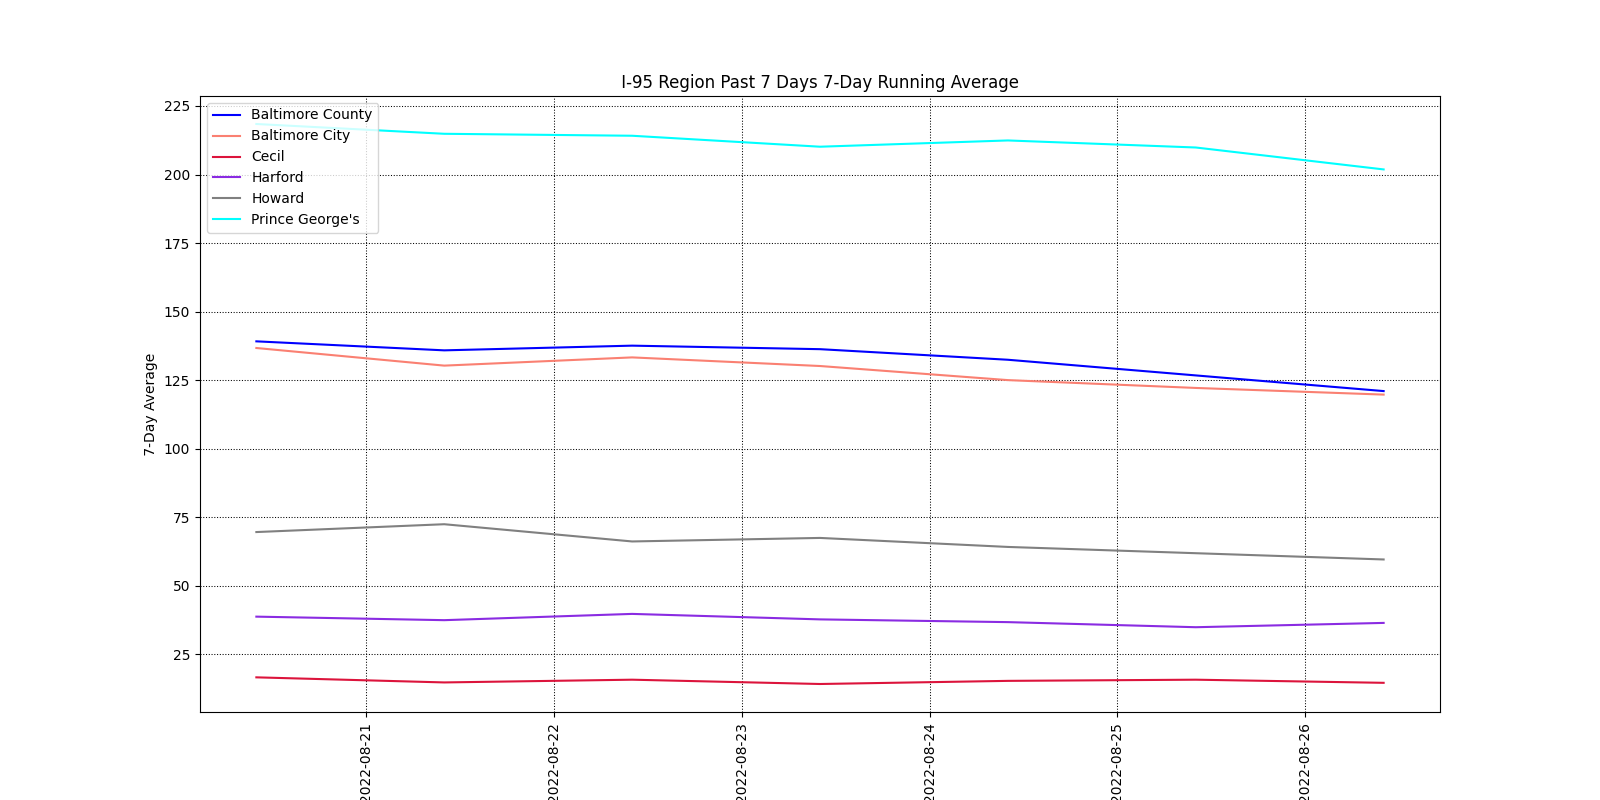 I-95 Region Past 7 Days 7-Day Running Average
Baltimore County
Baltimore City
Cecil
Harford
Howard
Prince George's
7-Day Average
225
200
175
150
125
100
75
50
25
2022-08-21
2022-08-22
2022-08-23
2022-08-24
2022-08-25
2022-08-26